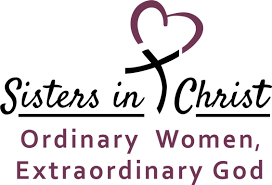 Sisters in Christ
Ordinary Women,
Extraordinary God